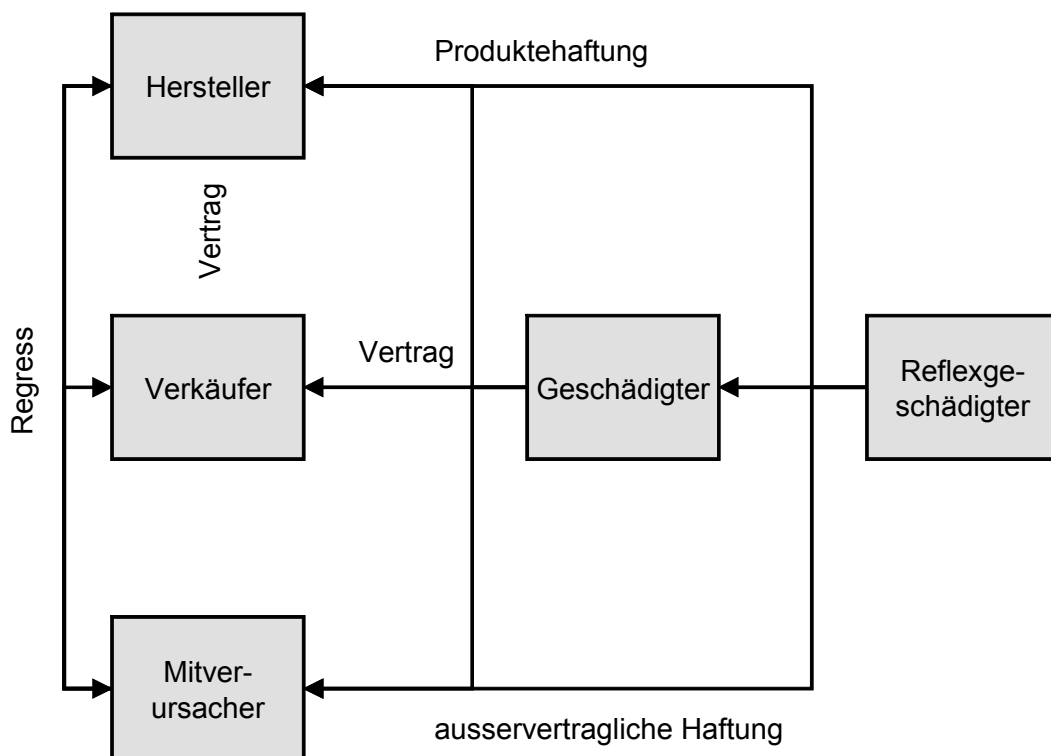 Produktehaftung
Hersteller
Vertrag
Regress
Verkäufer
Vertrag
Geschädigter
Reflexge-
schädigter
Mitver-
ursacher
ausservertragliche Haftung